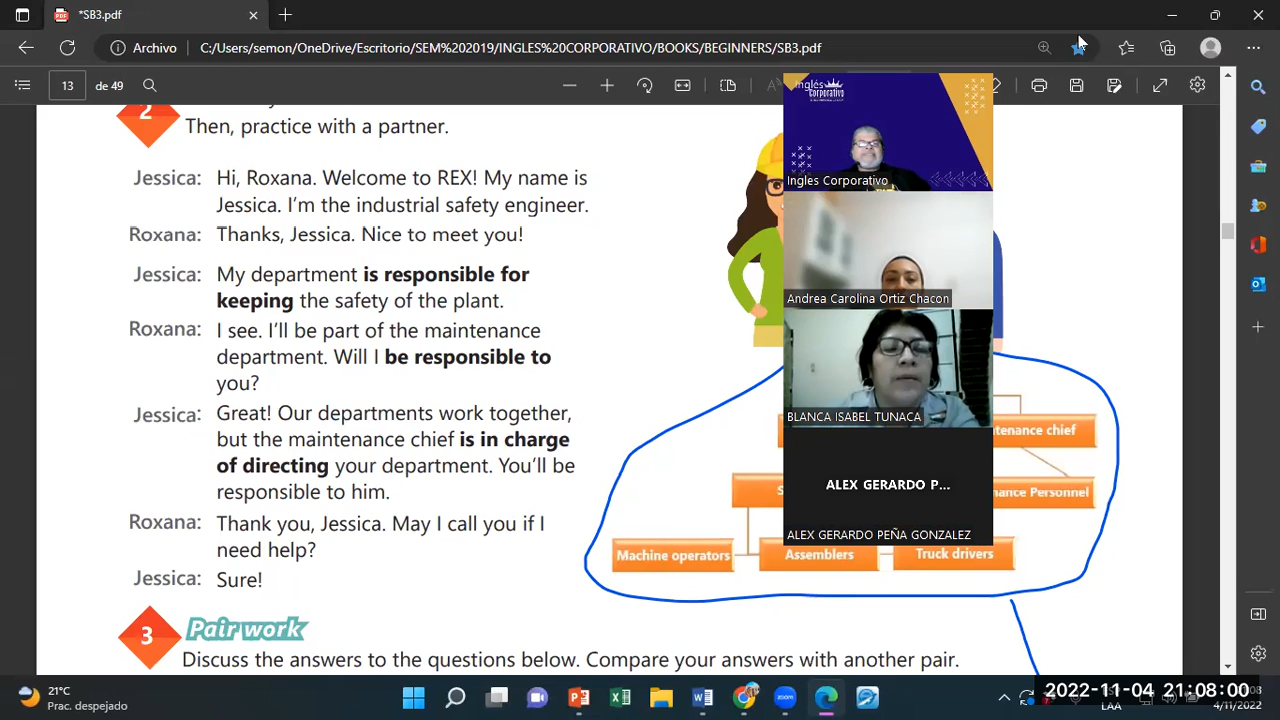 *SB3.pdf
Archivo
C:/Users/semon/OneDrive/Escritorio/SEM%202019/INGLES%20CORPORATIVO/BOOKS/BEGINNERS/SB3.pdf
13 de 49
2
Then, practice with a partner.
Jessica: Hi, Roxana. Welcome to REX! My name is
Jessica. I'm the industrial safety engineer.
Roxana: Thanks, Jessica. Nice to meet you!
Jessica: My department is responsible for
keeping the safety of the plant.
Roxana: I see. I'll be part of the maintenance
department. Will I be responsible to
you?
Jessica: Great! Our departments work together,
but the maintenance chief is in charge
of directing your department. You'll be
responsible to him.
Roxana: Thank you, Jessica. May I call you if I
need help?
Jessica: Sure!
Inglés
corporativo
Ingles Corporativo
Andrea Carolina Ortiz Chacon
BLANCA ISABEL TUNACA
ALEX GERARDO P...
ALEX GERARDO PEÑA GONZALEZ
tenance chief
S
nance Personnel
Machine operators
Assemblers
Truck drivers
3
Pair work
Discuss the answers to the questions below. Compare your answers with another pair.
21°C
Prac. despejado
LAA
2022-11-04 21:08:00
4/11/2022